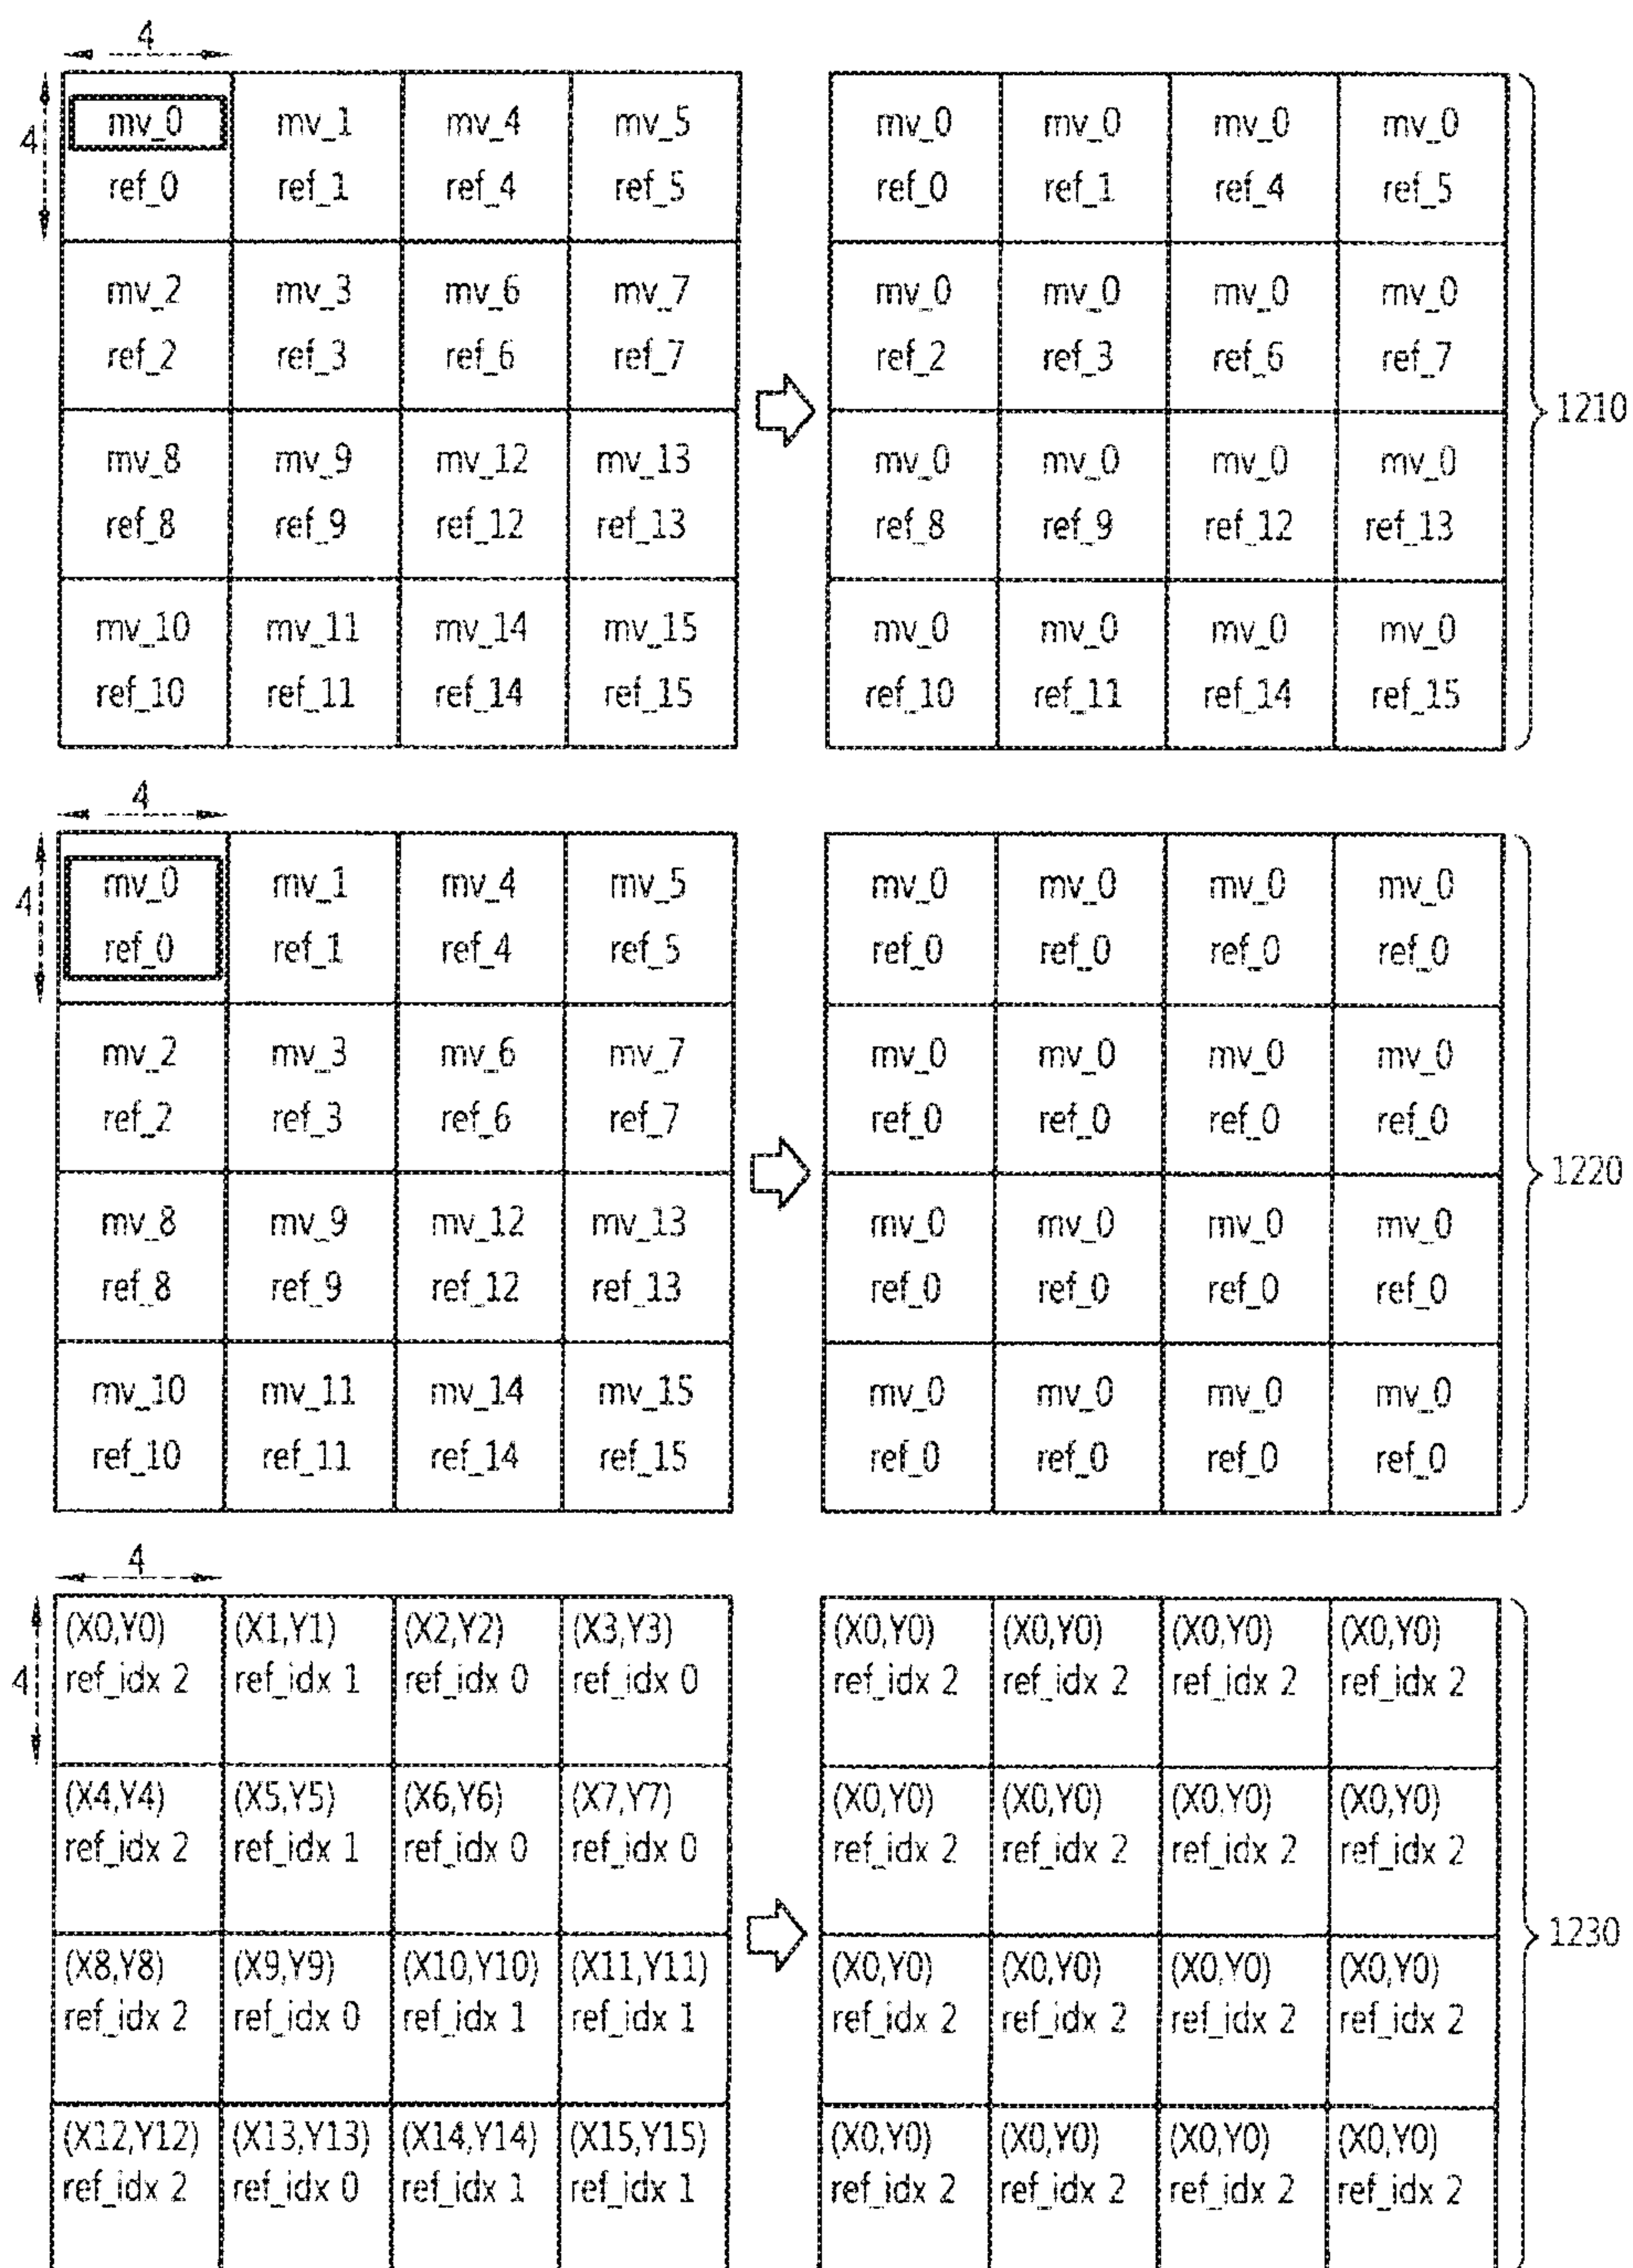 4
4
mv_0 mv_1 mv_4 mv_5 mv_0 mv_0 mv_0 mv_0
ref_0 ref_1 ref_4 ref_5 ref_0 ref_1 ref_4 ref_5
mv_2 mv_3 mv_6 mv_7 mv_0 mv_0 mv_0 mv_0
ref_2 ref_3 ref_6 ref_7 ref_2 ref_3 ref_6 ref_7
1210
mv_8 mv_9 mv_12 mv_13 mv_0 mv_0 mv_0 mv_0
ref_8 ref_9 ref_12 ref_13 ref_8 ref_9 ref_12 ref_13
mv_10 mv_11 mv_14 mv_15 mv_0 mv_0 mv_0 mv_0
ref_10 ref_11 ref_14 ref_15 ref_10 ref_11 ref_14 ref_15
4
4
mv_0 mv_1 mv_4 mv_5 mv_0 mv_0 mv_0 mv_0
ref_0 ref_1 ref_4 ref_5 ref_0 ref_0 ref_0 ref_0
mv_2 mv_3 mv_6 mv_7 mv_0 mv_0 mv_0 mv_0
ref_2 ref_3 ref_6 ref_7 ref_0 ref_0 ref_0 ref_0
1220
mv_8 mv_9 mv_12 mv_13 mv_0 mv_0 mv_0 mv_0
ref_8 ref_9 ref_12 ref_13 ref_0 ref_0 ref_0 ref_0
mv_10 mv_11 mv_14 mv_15 mv_0 mv_0 mv_0 mv_0
ref_10 ref_11 ref_14 ref_15 ref_0 ref_0 ref_0 ref_0
4
4
(X0,Y0) (X1,Y1) (X2,Y2) (X3,Y3) (X0,Y0) (X0,Y0) (X0,Y0) (X0,Y0)
ref_idx 2 ref_idx 1 ref_idx 0 ref_idx 0 ref_idx 2 ref_idx 2 ref_idx 2 ref_idx 2
(X4,Y4) (X5,Y5) (X6,Y6) (X7,Y7) (X0,Y0) (X0,Y0) (X0,Y0) (X0,Y0)
ref_idx 2 ref_idx 1 ref_idx 0 ref_idx 0 ref_idx 2 ref_idx 2 ref_idx 2 ref_idx 2
1230
(X8,Y8) (X9,Y9) (X10,Y10) (X11,Y11) (X0,Y0) (X0,Y0) (X0,Y0) (X0,Y0)
ref_idx 2 ref_idx 0 ref_idx 1 ref_idx 1 ref_idx 2 ref_idx 2 ref_idx 2 ref_idx 2
(X12,Y12) (X13,Y13) (X14,Y14) (X15,Y15) (X0,Y0) (X0,Y0) (X0,Y0) (X0,Y0)
ref_idx 2 ref_idx 0 ref_idx 1 ref_idx 1 ref_idx 2 ref_idx 2 ref_idx 2 ref_idx 2